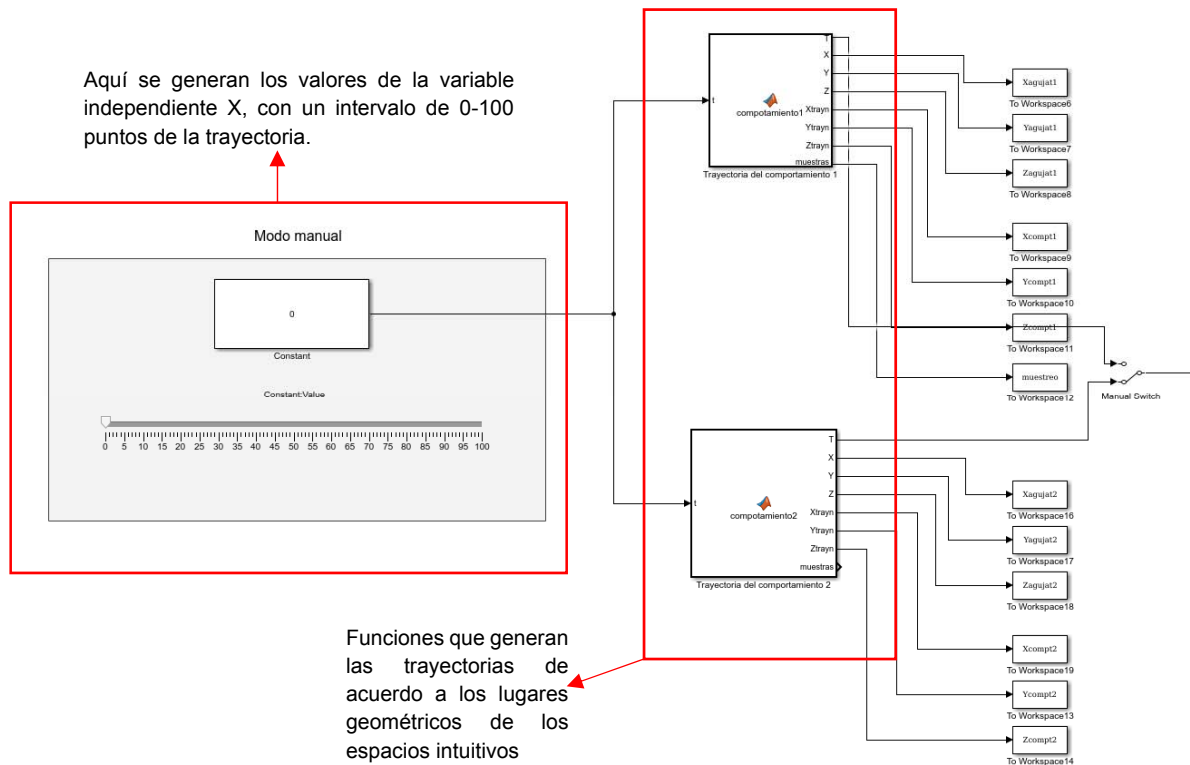 Aquí se generan los valores de la variable
independiente X, con un intervalo de 0-100
puntos de la trayectoria.
Modo manual
0
Constant
Constant:Value
0 5 10 15 20 25 30 35 40 45 50 55 60 65 70 75 80 85 90 95 100
t
compotamiento1
T
X
Y
Z
Xtrayn
Ytrayn
Ztrayn
muestras
Trayectoria del comportamiento 1
Xagujat1
To Workspace6
Yagujat1
To Workspace7
Zagujat1
To Workspace8
Xcompt1
To Workspace9
Ycompt1
To Workspace10
Zcompt1
To Workspace11
muestreo
To Workspace12
Manual Switch
t
compotamiento2
T
X
Y
Z
Xtrayn
Ytrayn
Ztrayn
muestras
Trayectoria del comportamiento 2
Xagujat2
To Workspace16
Yagujat2
To Workspace17
Zagujat2
To Workspace18
Xcompt2
To Workspace19
Ycompt2
To Workspace13
Zcompt2
To Workspace14
Funciones que generan
las trayectorias de
acuerdo a los lugares
geométricos de los
espacios intuitivos